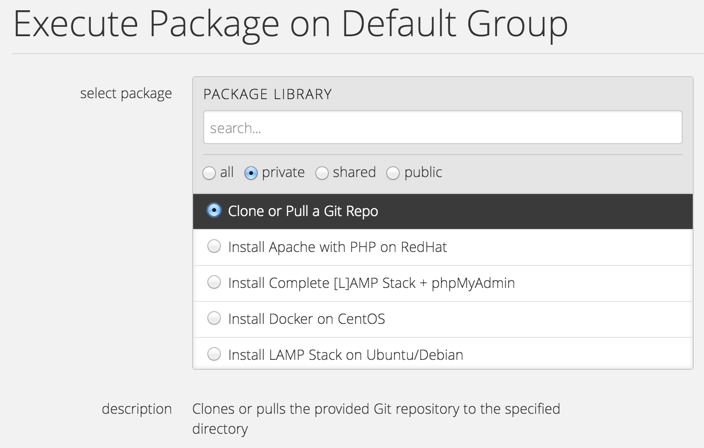 Execute Package on Default Group
select package
PACKAGE LIBRARY
search...
all private shared public
Clone or Pull a Git Repo
Install Apache with PHP on RedHat
Install Complete [L]AMP Stack + phpMyAdmin
Install Docker on CentOS
Install LAMP Stack on Ubuntu/Debian
description
Clones or pulls the provided Git repository to the specified
directory